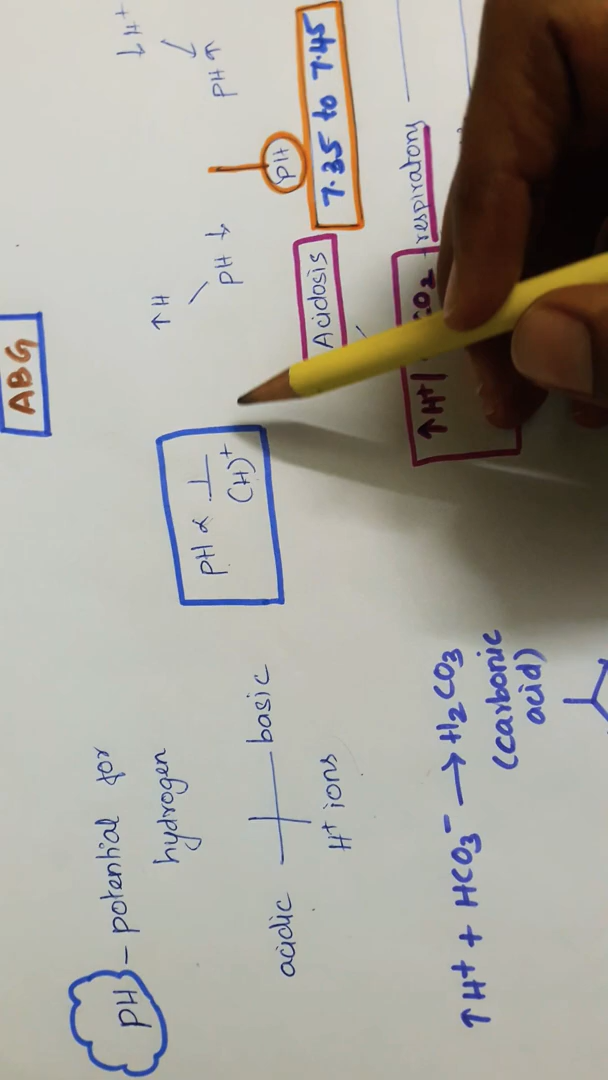 ABG
PH - potential for
hydrogen
acidic
basic
H+ ions
PH ∝ 1
(H)+
↑H
PH ↓
↓H+
PH ↑
PH
7.35 to 7.45
Acidosis
↑H+/
CO2
respiratory
↑H+ + HCO3- → H2CO3
(carbonic
acid)